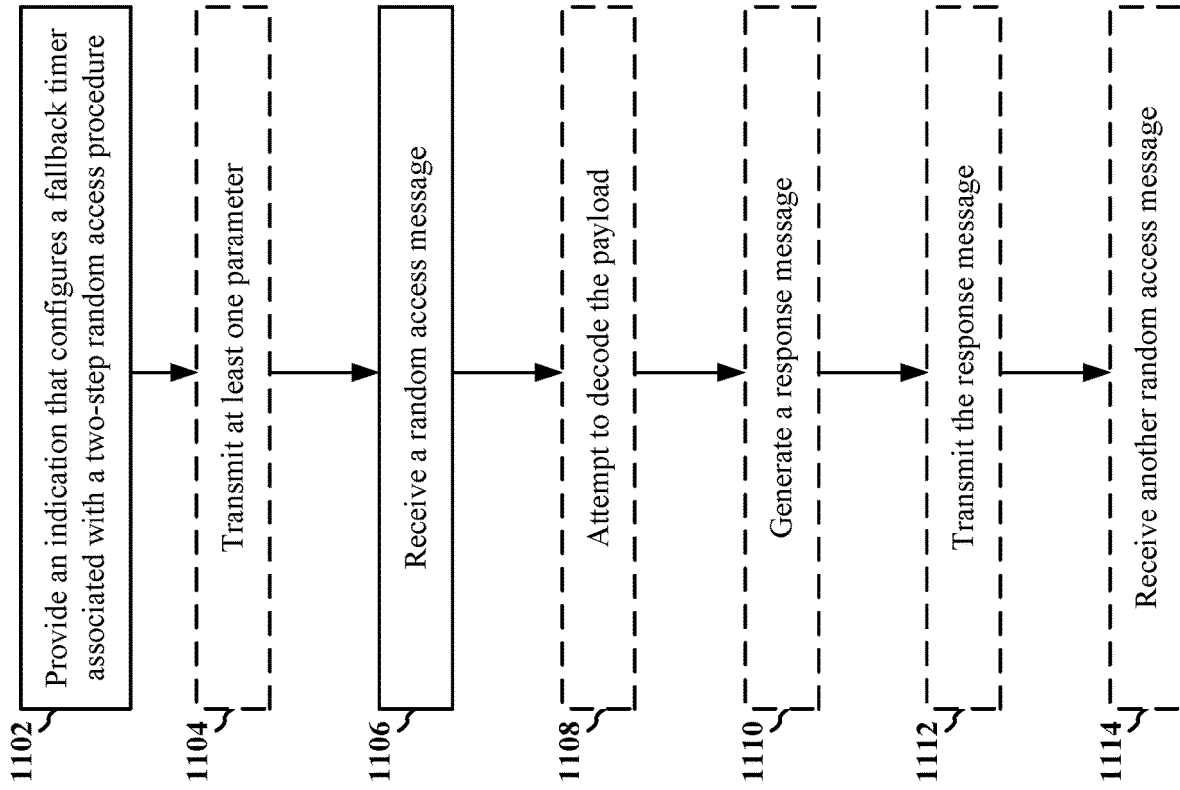 1102
Provide an indication that configures a fallback timer
associated with a two-step random access procedure
1104
Transmit at least one parameter
1106
Receive a random access message
1108
Attempt to decode the payload
1110
Generate a response message
1112
Transmit the response message
1114
Receive another random access message